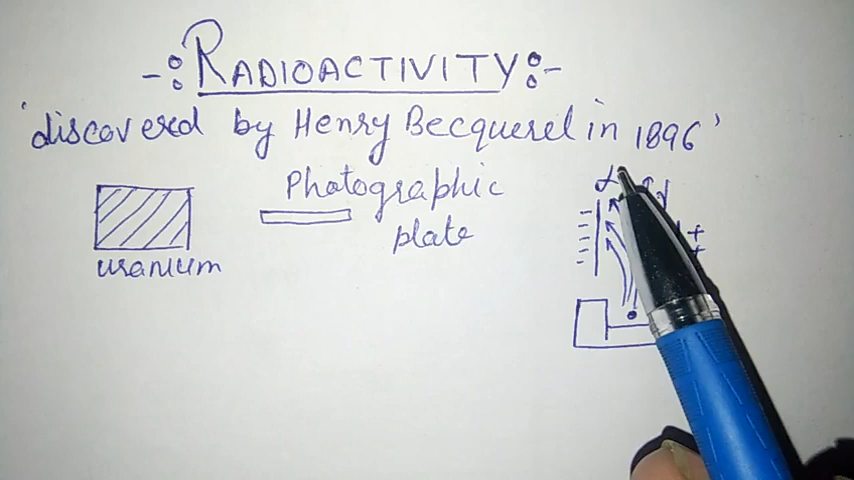 -: RADIOACTIVITY :-
'discovered by Henry Becquerel in 1896'
Photographic
plate
uranium
α